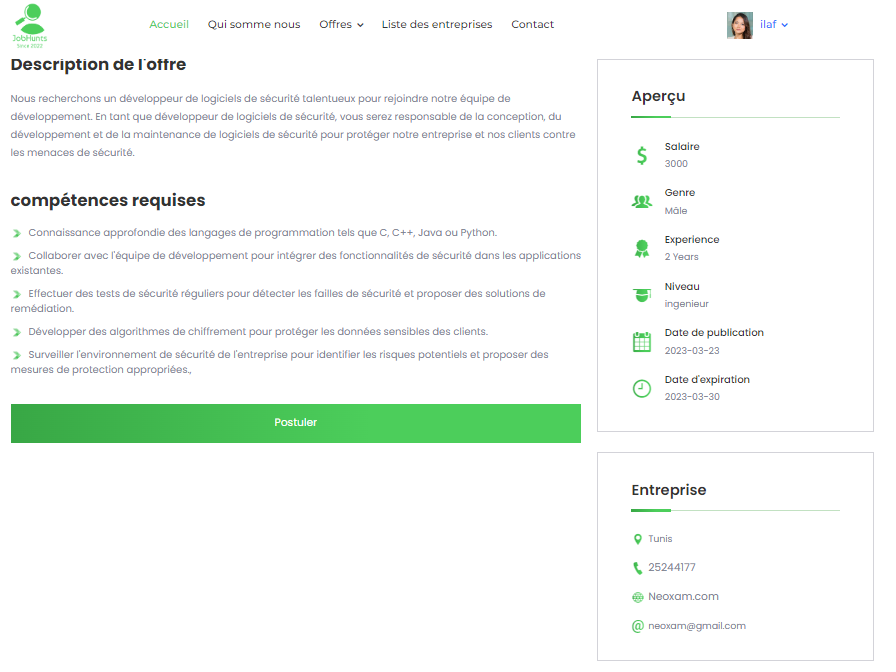 JobHunts
Since 2022
Accueil
Qui somme nous
Offres
Liste des entreprises
Contact
ilaf
Description de l'offre
Nous recherchons un développeur de logiciels de sécurité talentueux pour rejoindre notre équipe de
développement. En tant que développeur de logiciels de sécurité, vous serez responsable de la conception, du
développement et de la maintenance de logiciels de sécurité pour protéger notre entreprise et nos clients contre
les menaces de sécurité.
compétences requises
Connaissance approfondie des langages de programmation tels que C, C++, Java ou Python.
Collaborer avec l'équipe de développement pour intégrer des fonctionnalités de sécurité dans les applications
existantes.
Effectuer des tests de sécurité réguliers pour détecter les failles de sécurité et proposer des solutions de
remédiation.
Développer des algorithmes de chiffrement pour protéger les données sensibles des clients.
Surveiller l'environnement de sécurité de l'entreprise pour identifier les risques potentiels et proposer des
mesures de protection appropriées.,
Postuler
Aperçu
Salaire
3000
Genre
Mâle
Experience
2 Years
Niveau
ingenieur
Date de publication
2023-03-23
Date d'expiration
2023-03-30
Entreprise
Tunis
25244177
Neoxam.com
neoxam@gmail.com